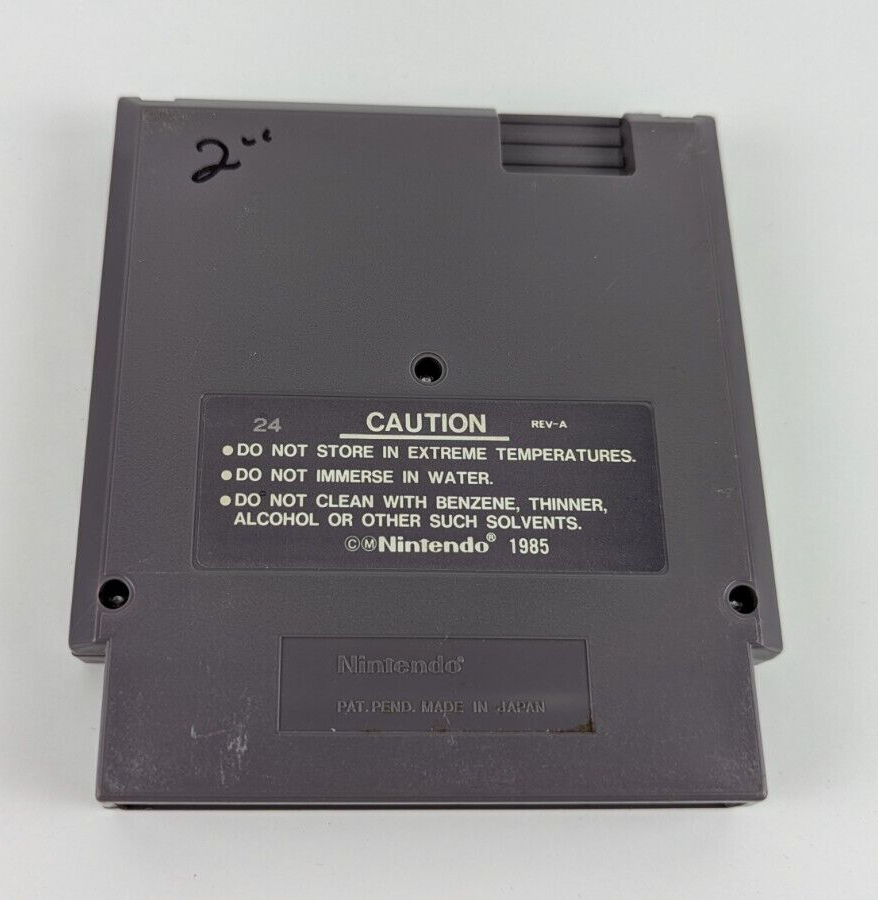 2"
24 CAUTION REV-A
●DO NOT STORE IN EXTREME TEMPERATURES.
●DO NOT IMMERSE IN WATER.
●DO NOT CLEAN WITH BENZENE, THINNER,
ALCOHOL OR OTHER SUCH SOLVENTS.
©ⓂNintendo® 1985
Nintendo®
PAT. PEND. MADE IN JAPAN